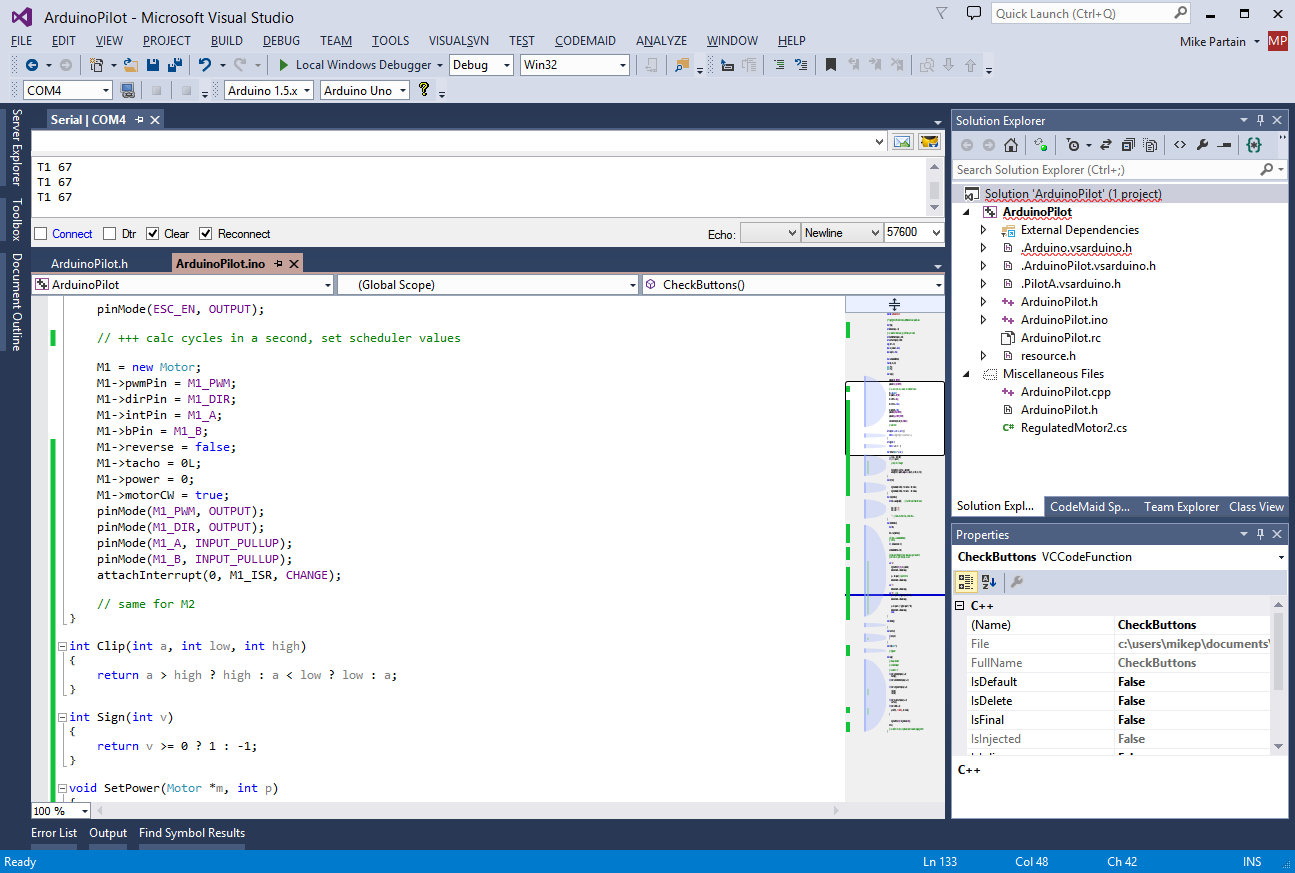 ArduinoPilot - Microsoft Visual Studio
Quick Launch (Ctrl+Q)
FILE EDIT VIEW PROJECT BUILD DEBUG TEAM TOOLS VISUALSVN TEST CODEMAID ANALYZE WINDOW HELP
Mike Partain MP
Local Windows Debugger Debug Win32
COM4 Arduino 1.5.x Arduino Uno
Server Explorer
Toolbox
Document Outline
Serial | COM4
T1 67
T1 67
T1 67
Connect Dtr Clear Reconnect Echo: Newline 57600
ArduinoPilot.h ArduinoPilot.ino
ArduinoPilot (Global Scope) CheckButtons()
pinMode(ESC_EN, OUTPUT);
// +++ calc cycles in a second, set scheduler values
M1 = new Motor;
M1->pwmPin = M1_PWM;
M1->dirPin = M1_DIR;
M1->intPin = M1_A;
M1->bPin = M1_B;
M1->reverse = false;
M1->tacho = 0L;
M1->power = 0;
M1->motorCW = true;
pinMode(M1_PWM, OUTPUT);
pinMode(M1_DIR, OUTPUT);
pinMode(M1_A, INPUT_PULLUP);
pinMode(M1_B, INPUT_PULLUP);
attachInterrupt(0, M1_ISR, CHANGE);
// same for M2
}
int Clip(int a, int low, int high)
{
return a > high ? high : a < low ? low : a;
}
int Sign(int v)
{
return v >= 0 ? 1 : -1;
}
void SetPower(Motor *m, int p)
{
100 %
Error List Output Find Symbol Results
Solution Explorer
Search Solution Explorer (Ctrl+;)
Solution 'ArduinoPilot' (1 project)
ArduinoPilot
External Dependencies
.Arduino.vsarduino.h
.ArduinoPilot.vsarduino.h
.PilotA.vsarduino.h
ArduinoPilot.h
ArduinoPilot.ino
ArduinoPilot.rc
resource.h
Miscellaneous Files
ArduinoPilot.cpp
ArduinoPilot.h
RegulatedMotor2.cs
Solution Expl... CodeMaid Sp... Team Explorer Class View
Properties
CheckButtons VCCodeFunction
C++
(Name) CheckButtons
File c:\users\mikep\documents\
FullName CheckButtons
IsDefault False
IsDelete False
IsFinal False
IsInjected False
C++
Ready Ln 133 Col 48 Ch 42 INS